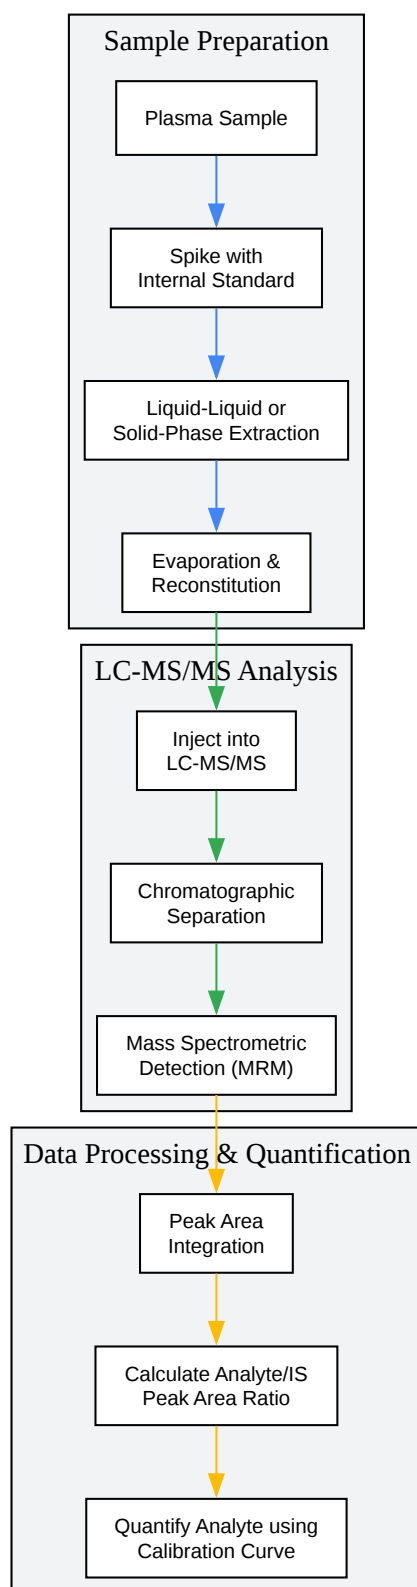 Sample Preparation
Plasma Sample
Spike with
Internal Standard
Liquid-Liquid or
Solid-Phase Extraction
Evaporation &
Reconstitution
LC-MS/MS Analysis
Inject into
LC-MS/MS
Chromatographic
Separation
Mass Spectrometric
Detection (MRM)
Data Processing & Quantification
Peak Area
Integration
Calculate Analyte/IS
Peak Area Ratio
Quantify Analyte using
Calibration Curve